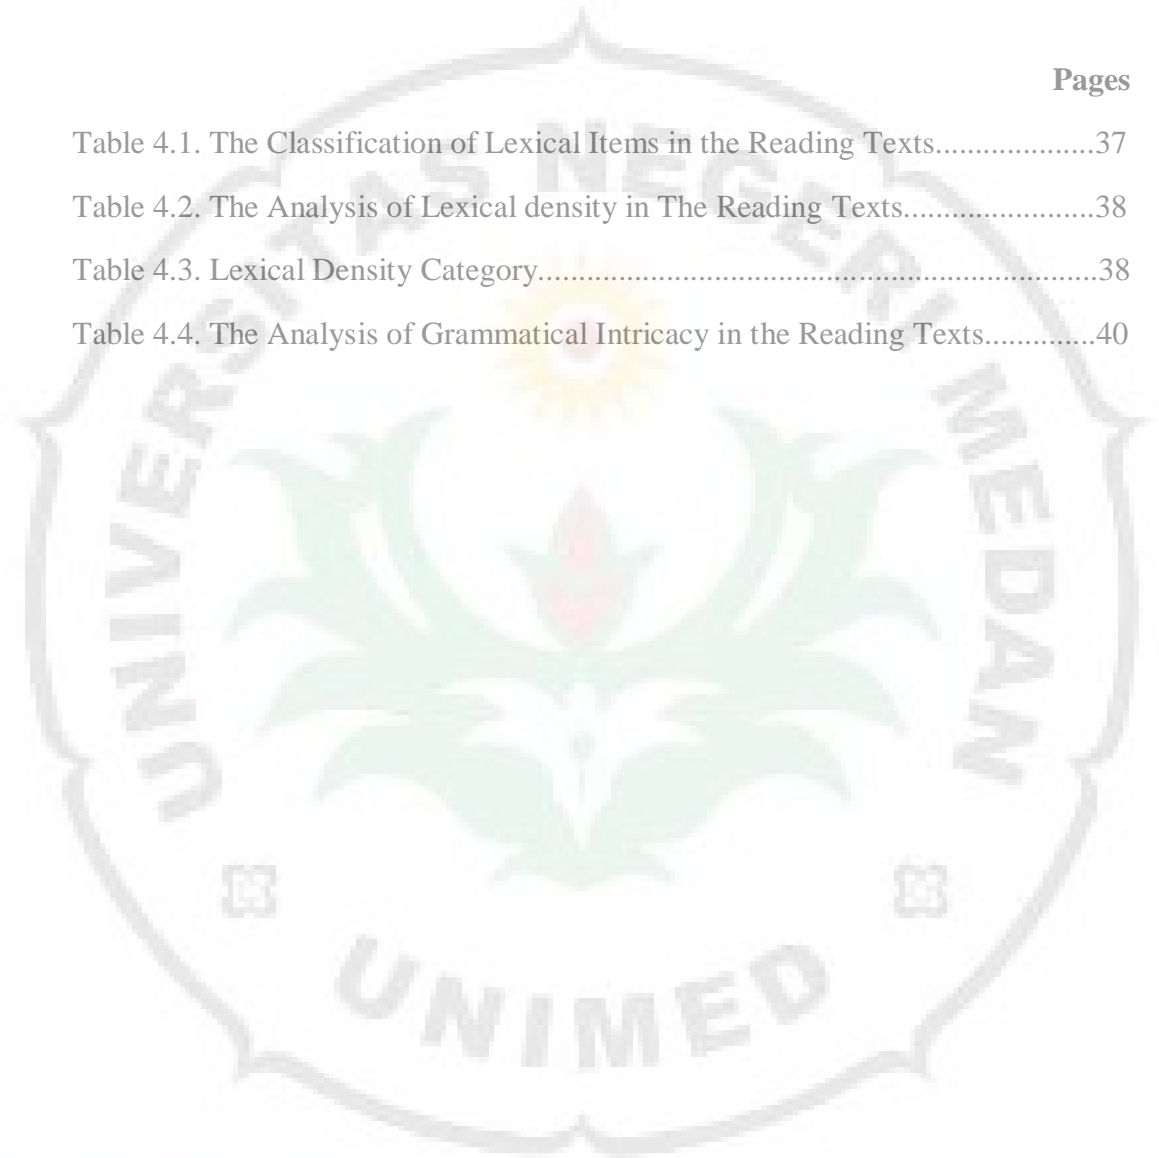 Pages
Table 4.1. The Classification of Lexical Items in the Reading Texts....................37
Table 4.2. The Analysis of Lexical density in The Reading Texts........................38
Table 4.3. Lexical Density Category......................................................................38
Table 4.4. The Analysis of Grammatical Intricacy in the Reading Texts..............40
UNIVERSITAS NEGERI MEDAN
UNIMED